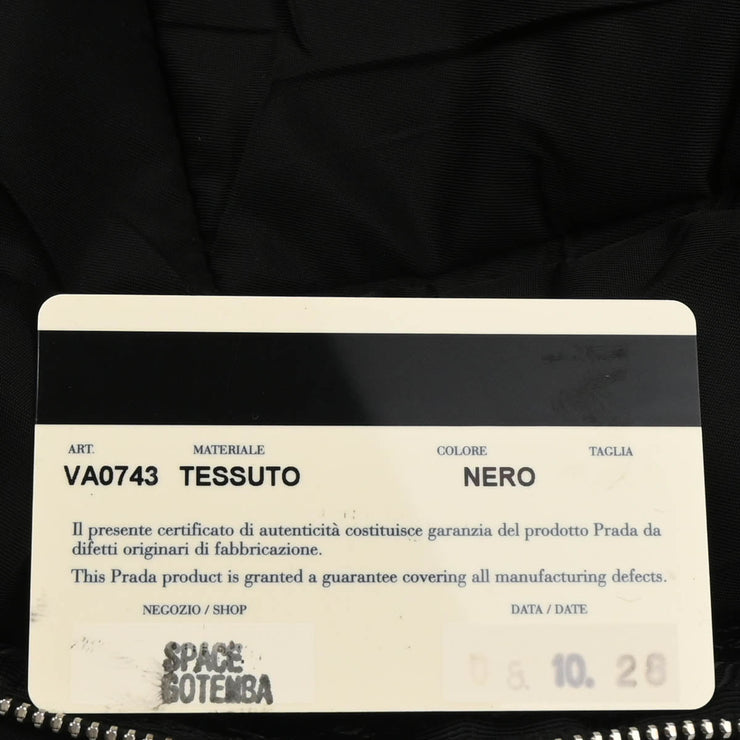 ART. MATERIALE COLORE TAGLIA
VA0743 TESSUTO NERO
Il presente certificato di autenticità costituisce garanzia del prodotto Prada da
difetti originari di fabbricazione.
This Prada product is granted a guarantee covering all manufacturing defects.
NEGOZIO / SHOP DATA / DATE
SPACE
GOTENBA 08. 10. 28